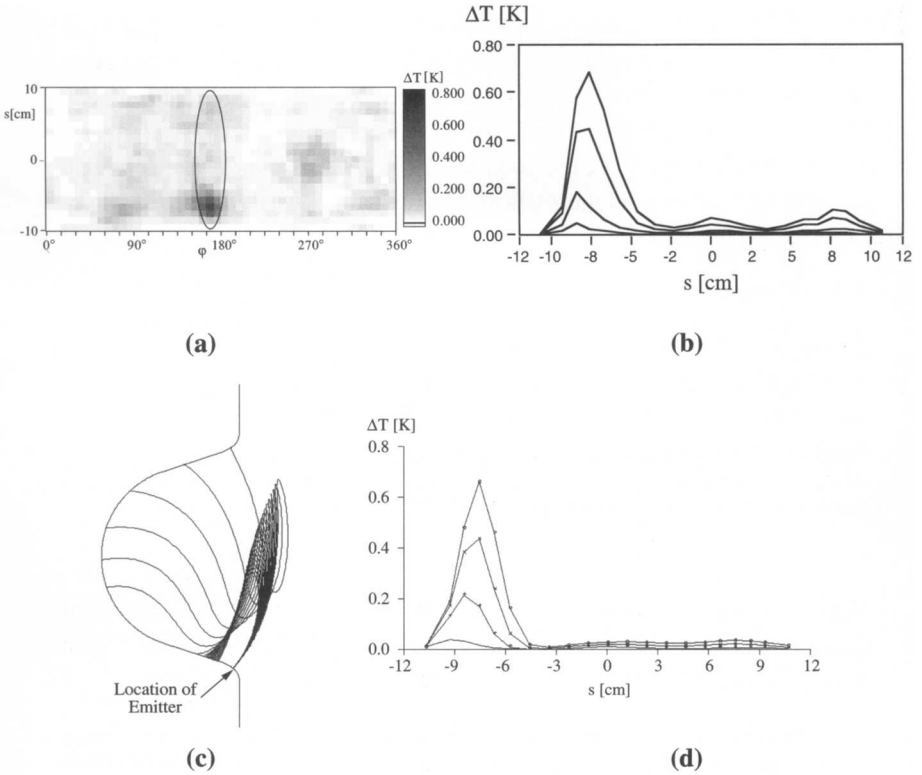 ΔT [K]
0.80
0.60
0.40
0.20
0.00
-12 -10 -8 -5 -2 0 2 5 8 10 12
s [cm]
(b)
ΔT [K]
10
s[cm]
0
-10
0° 90° φ 180° 270° 360°
0.800
0.600
0.400
0.200
0.000
(a)
Location of
Emitter
(c)
ΔT [K]
0.8
0.6
0.4
0.2
0.0
-12 -9 -6 -3 0 3 6 9 12
s [cm]
(d)